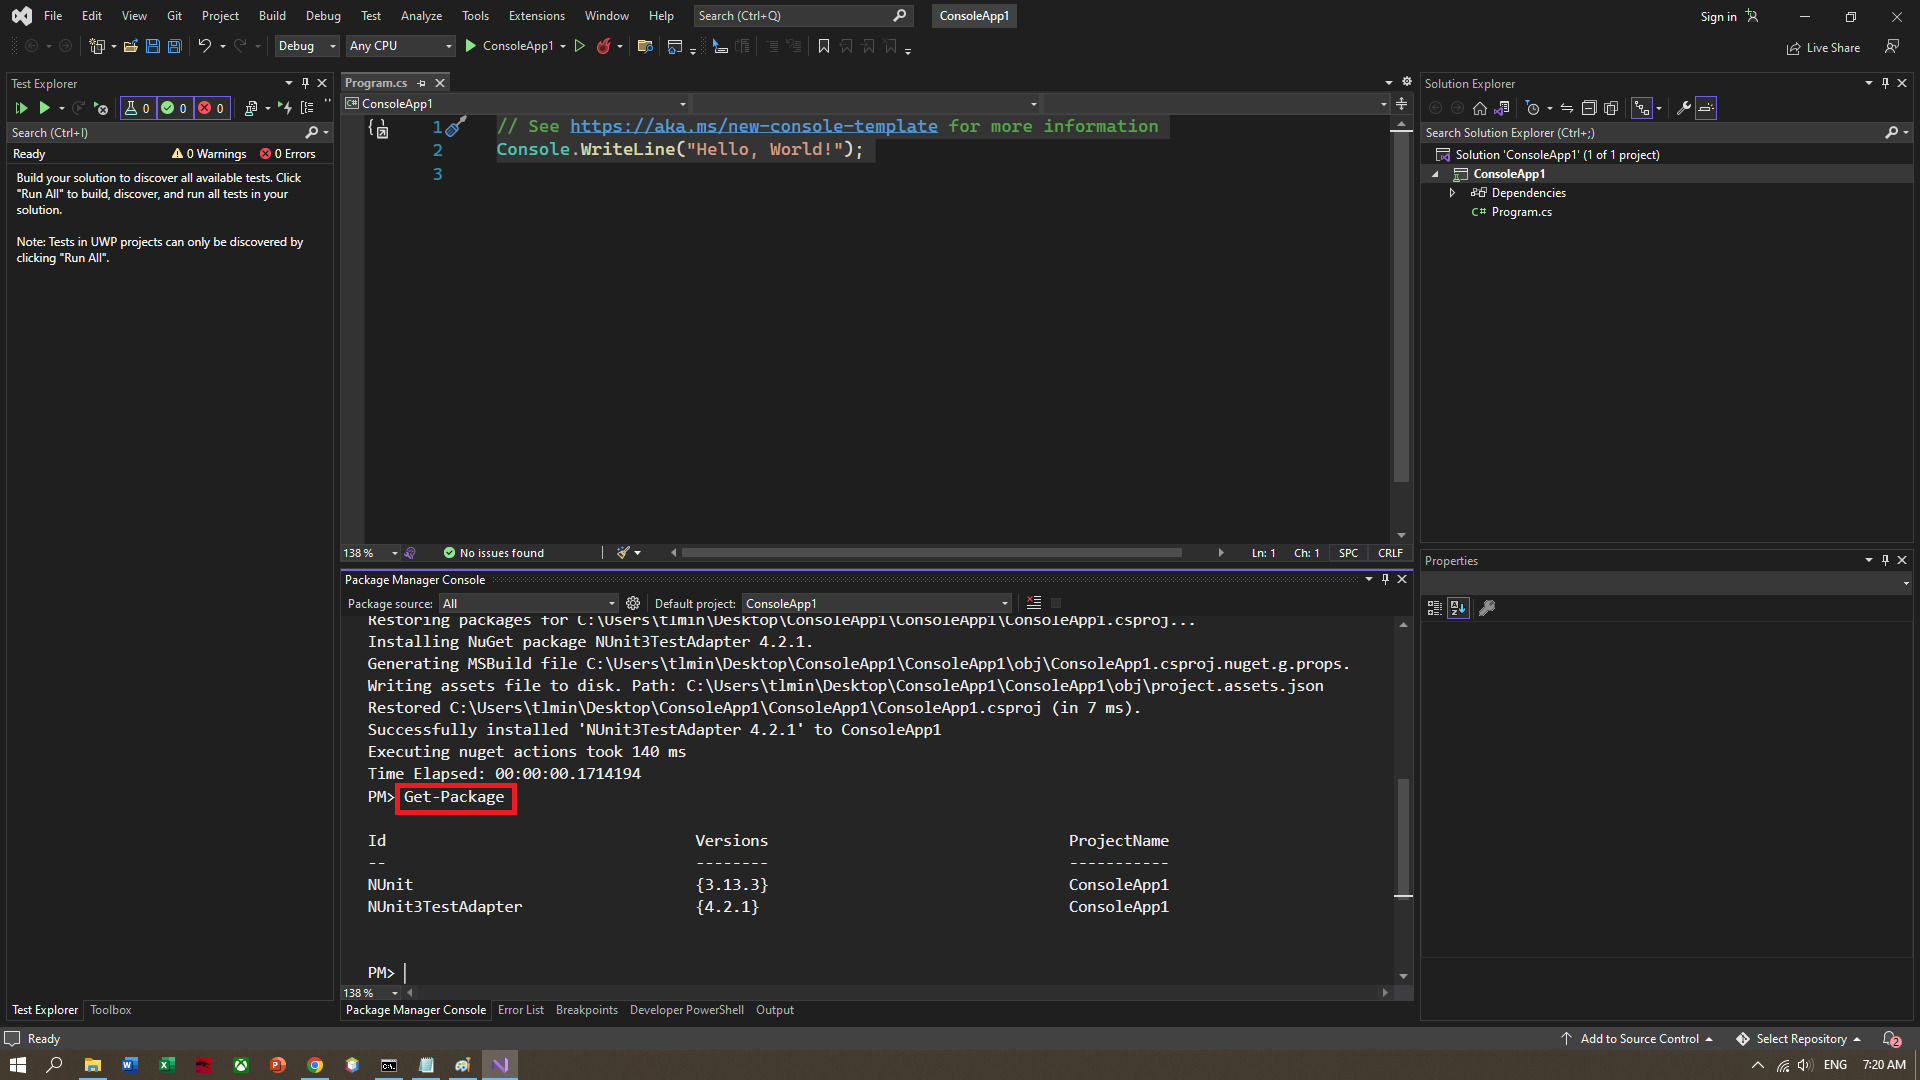 File Edit View Git Project Build Debug Test Analyze Tools Extensions Window Help Search (Ctrl+Q) ConsoleApp1 Sign in
Debug Any CPU ConsoleApp1 Live Share
Test Explorer
0 0 0
Search (Ctrl+I)
Ready 0 Warnings 0 Errors
Build your solution to discover all available tests. Click
"Run All" to build, discover, and run all tests in your
solution.
Note: Tests in UWP projects can only be discovered by
clicking "Run All".
Test Explorer Toolbox
Program.cs
C# ConsoleApp1
1 // See https://aka.ms/new-console-template for more information
2 Console.WriteLine("Hello, World!");
3
138 % No issues found Ln: 1 Ch: 1 SPC CRLF
Package Manager Console
Package source: All Default project: ConsoleApp1
Restoring packages for C:\Users\tlmin\Desktop\ConsoleApp1\ConsoleApp1\ConsoleApp1.csproj...
Installing NuGet package NUnit3TestAdapter 4.2.1.
Generating MSBuild file C:\Users\tlmin\Desktop\ConsoleApp1\ConsoleApp1\obj\ConsoleApp1.csproj.nuget.g.props.
Writing assets file to disk. Path: C:\Users\tlmin\Desktop\ConsoleApp1\ConsoleApp1\obj\project.assets.json
Restored C:\Users\tlmin\Desktop\ConsoleApp1\ConsoleApp1\ConsoleApp1.csproj (in 7 ms).
Successfully installed 'NUnit3TestAdapter 4.2.1' to ConsoleApp1
Executing nuget actions took 140 ms
Time Elapsed: 00:00:00.1714194
PM> Get-Package
Id Versions ProjectName
-- -------- -----------
NUnit {3.13.3} ConsoleApp1
NUnit3TestAdapter {4.2.1} ConsoleApp1
PM>
138 %
Package Manager Console Error List Breakpoints Developer PowerShell Output
Solution Explorer
Search Solution Explorer (Ctrl+;)
Solution 'ConsoleApp1' (1 of 1 project)
ConsoleApp1
Dependencies
C# Program.cs
Properties
Ready Add to Source Control Select Repository 2
ENG 7:20 AM